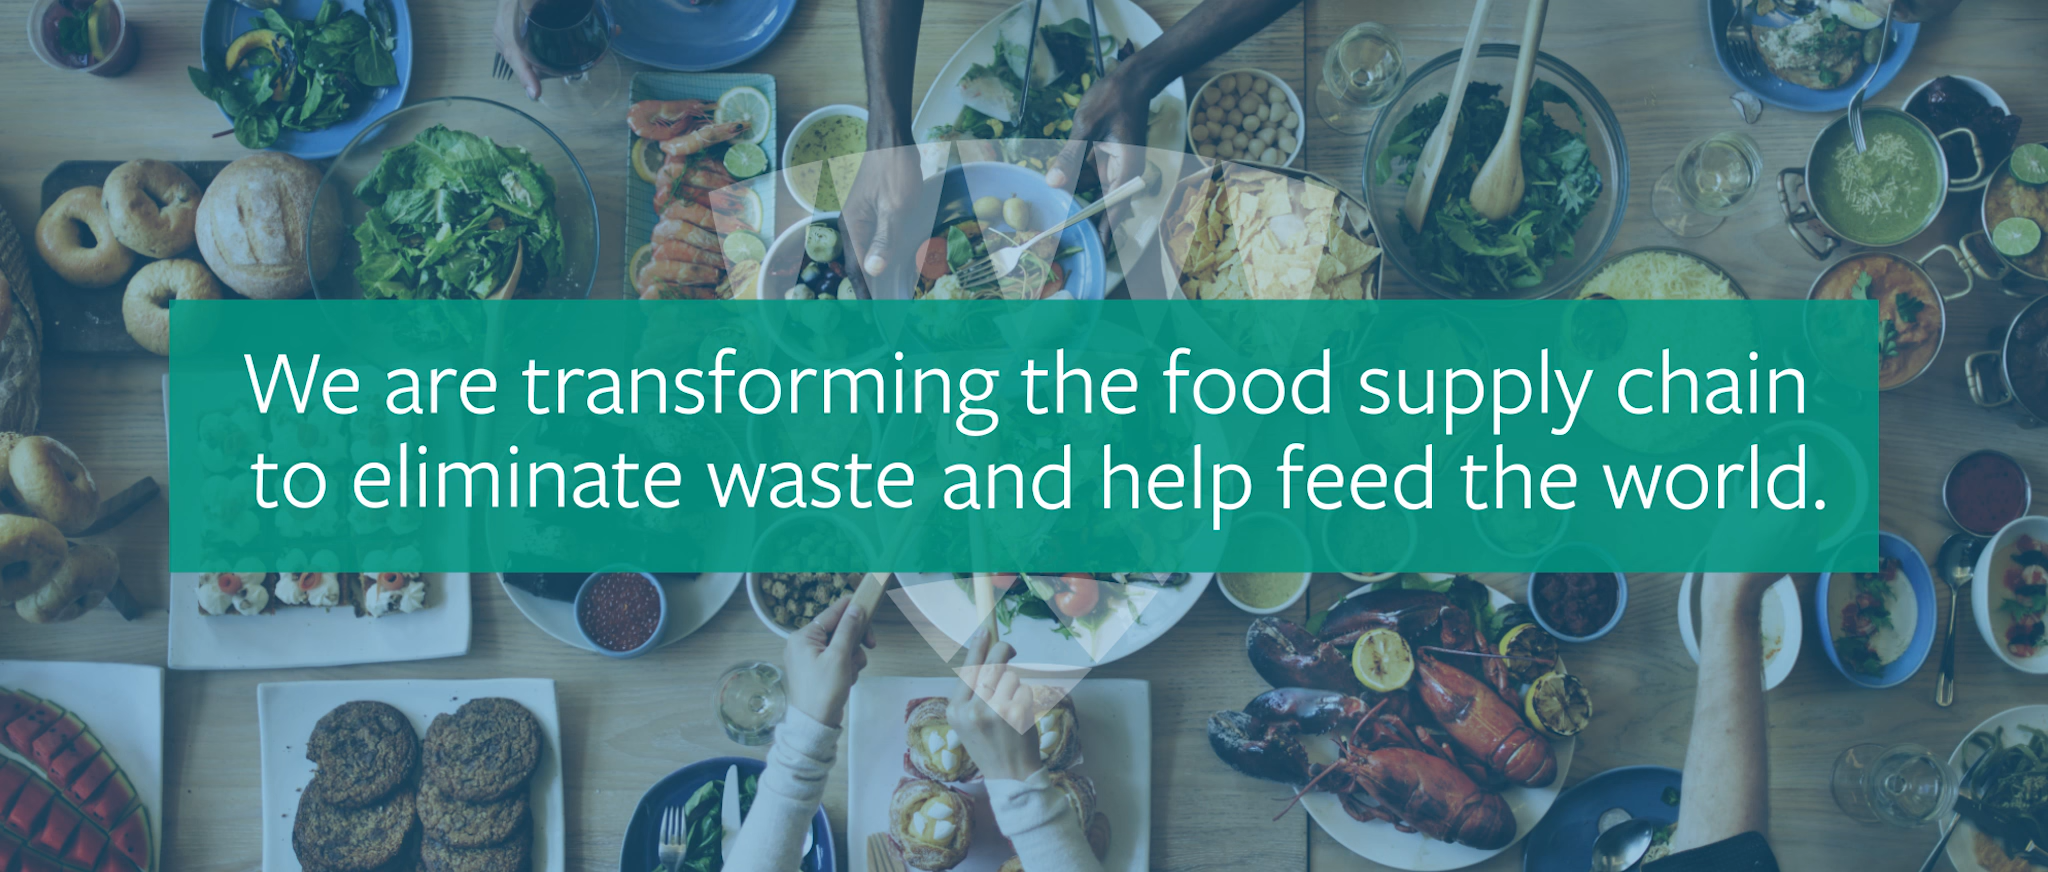 We are transforming the food supply chain
to eliminate waste and help feed the world.